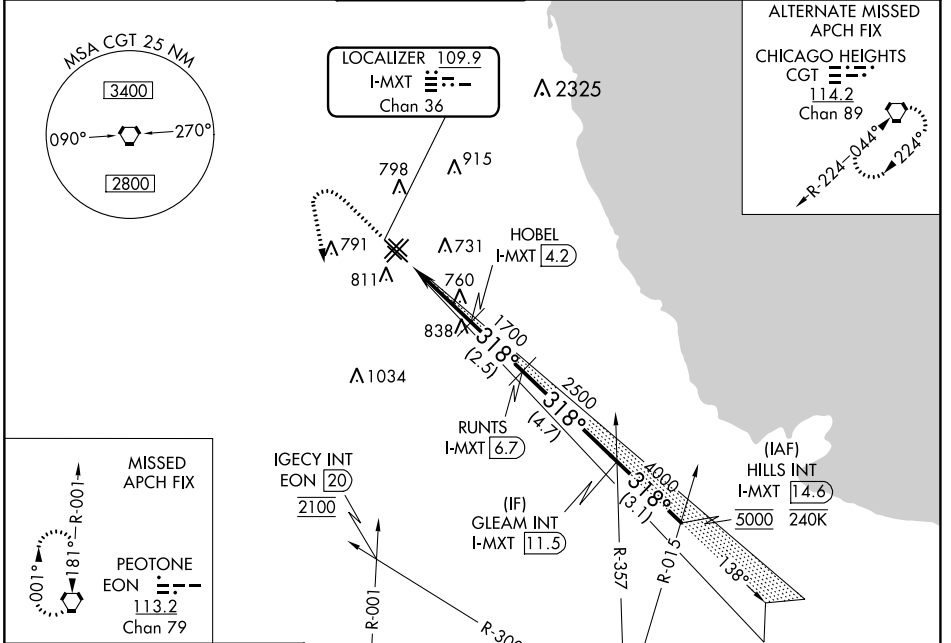 MSA CGT 25 NM
3400
090°
270°
2800
LOCALIZER 109.9
I-MXT
Chan 36
2325
ALTERNATE MISSED
APCH FIX
CHICAGO HEIGHTS
CGT
114.2
Chan 89
R-224
044°
224°
798
915
791
731
811
760
838
1034
HOBEL
I-MXT 4.2
1700
318°
(2.5)
RUNTS
I-MXT 6.7
2500
318°
(4.7)
(IF)
GLEAM INT
I-MXT 11.5
4000
318°
(3.1)
(IAF)
HILLS INT
I-MXT 14.6
5000 240K
138°
R-357
R-015
IGECY INT
EON 20
2100
R-001
MISSED
APCH FIX
R-001
181°
001°
PEOTONE
EON
113.2
Chan 79